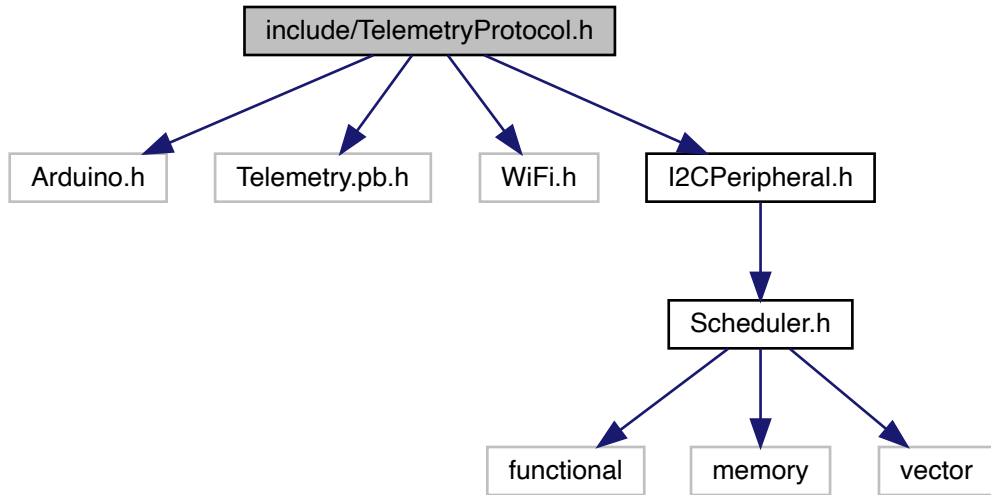 include/TelemetryProtocol.h
Arduino.h
Telemetry.pb.h
WiFi.h
I2CPeripheral.h
Scheduler.h
functional
memory
vector